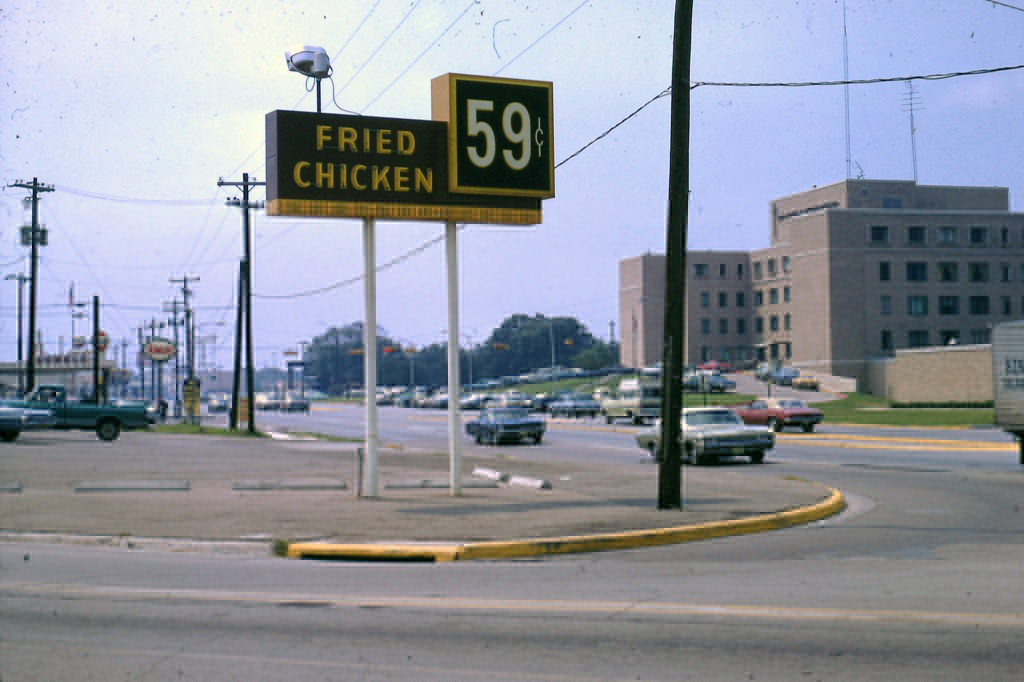 FRIED
CHICKEN
59¢